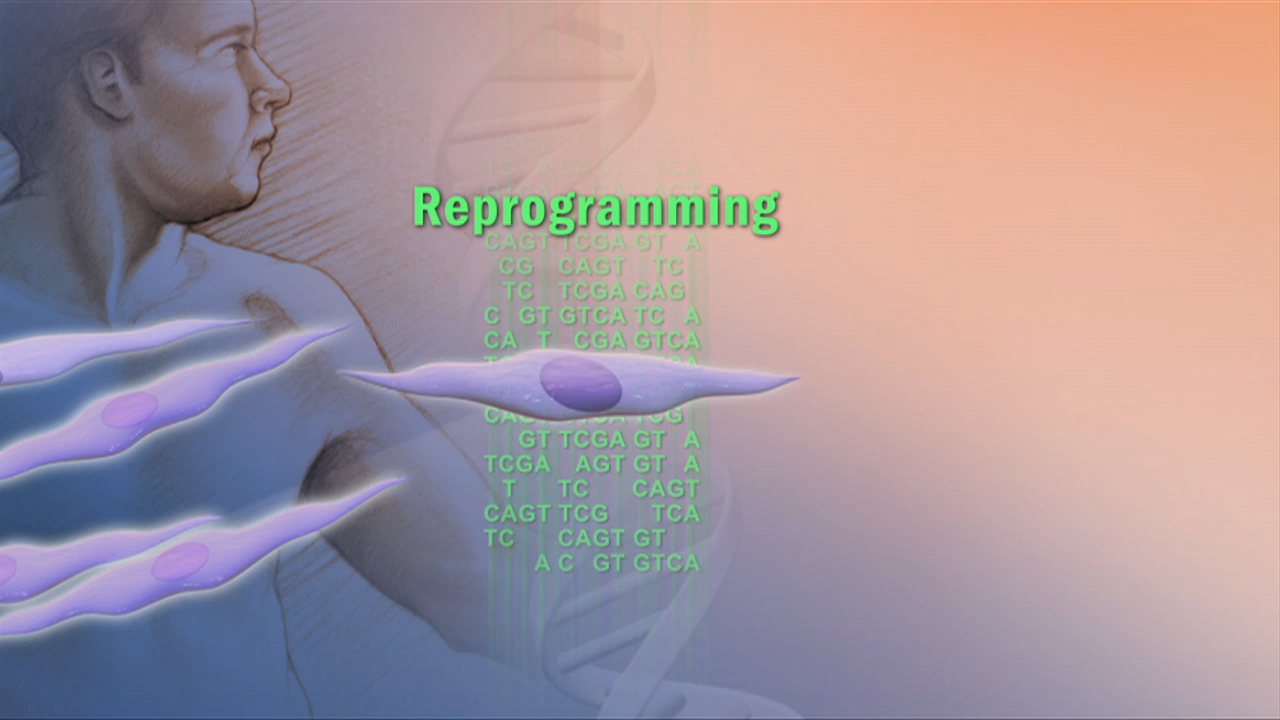 Reprogramming
CAGT TCGA GT A
CG CAGT TC
TC TCGA CAG
C GT GTCA TC A
CA T CGA GTCA
GT TCGA GT A
TCGA AGT GT A
T TC CAGT
CAGT TCG TCA
TC CAGT GT
A C GT GTCA